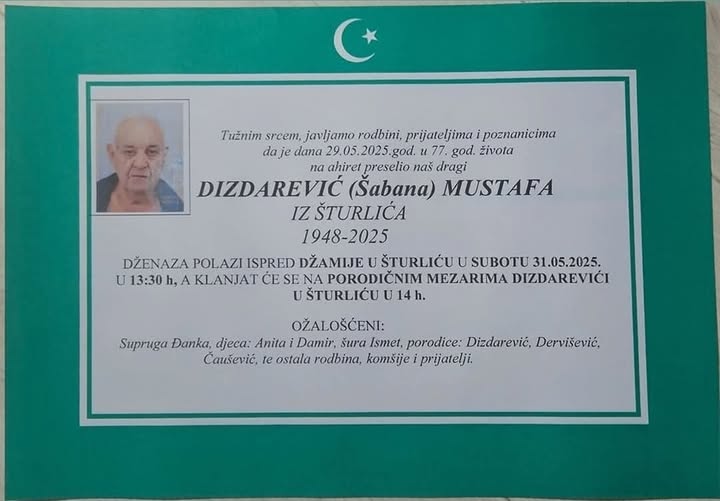 Tužnim srcem, javljamo rodbini, prijateljima i poznanicima
da je dana 29.05.2025.god. u 77. god. života
na ahiret preselio naš dragi
DIZDAREVIĆ (Šabana) MUSTAFA
IZ ŠTURLIĆA
1948-2025
DŽENAZA POLAZI ISPRED DŽAMIJE U ŠTURLIĆU U SUBOTU 31.05.2025.
U 13:30 h, A KLANJAT ĆE SE NA PORODIČNIM MEZARIMA DIZDAREVIĆI
U ŠTURLIĆU U 14 h.
OŽALOŠĆENI:
Supruga Đanka, djeca: Anita i Damir, šura Ismet, porodice: Dizdarević, Dervišević,
Čaušević, te ostala rodbina, komšije i prijatelji.